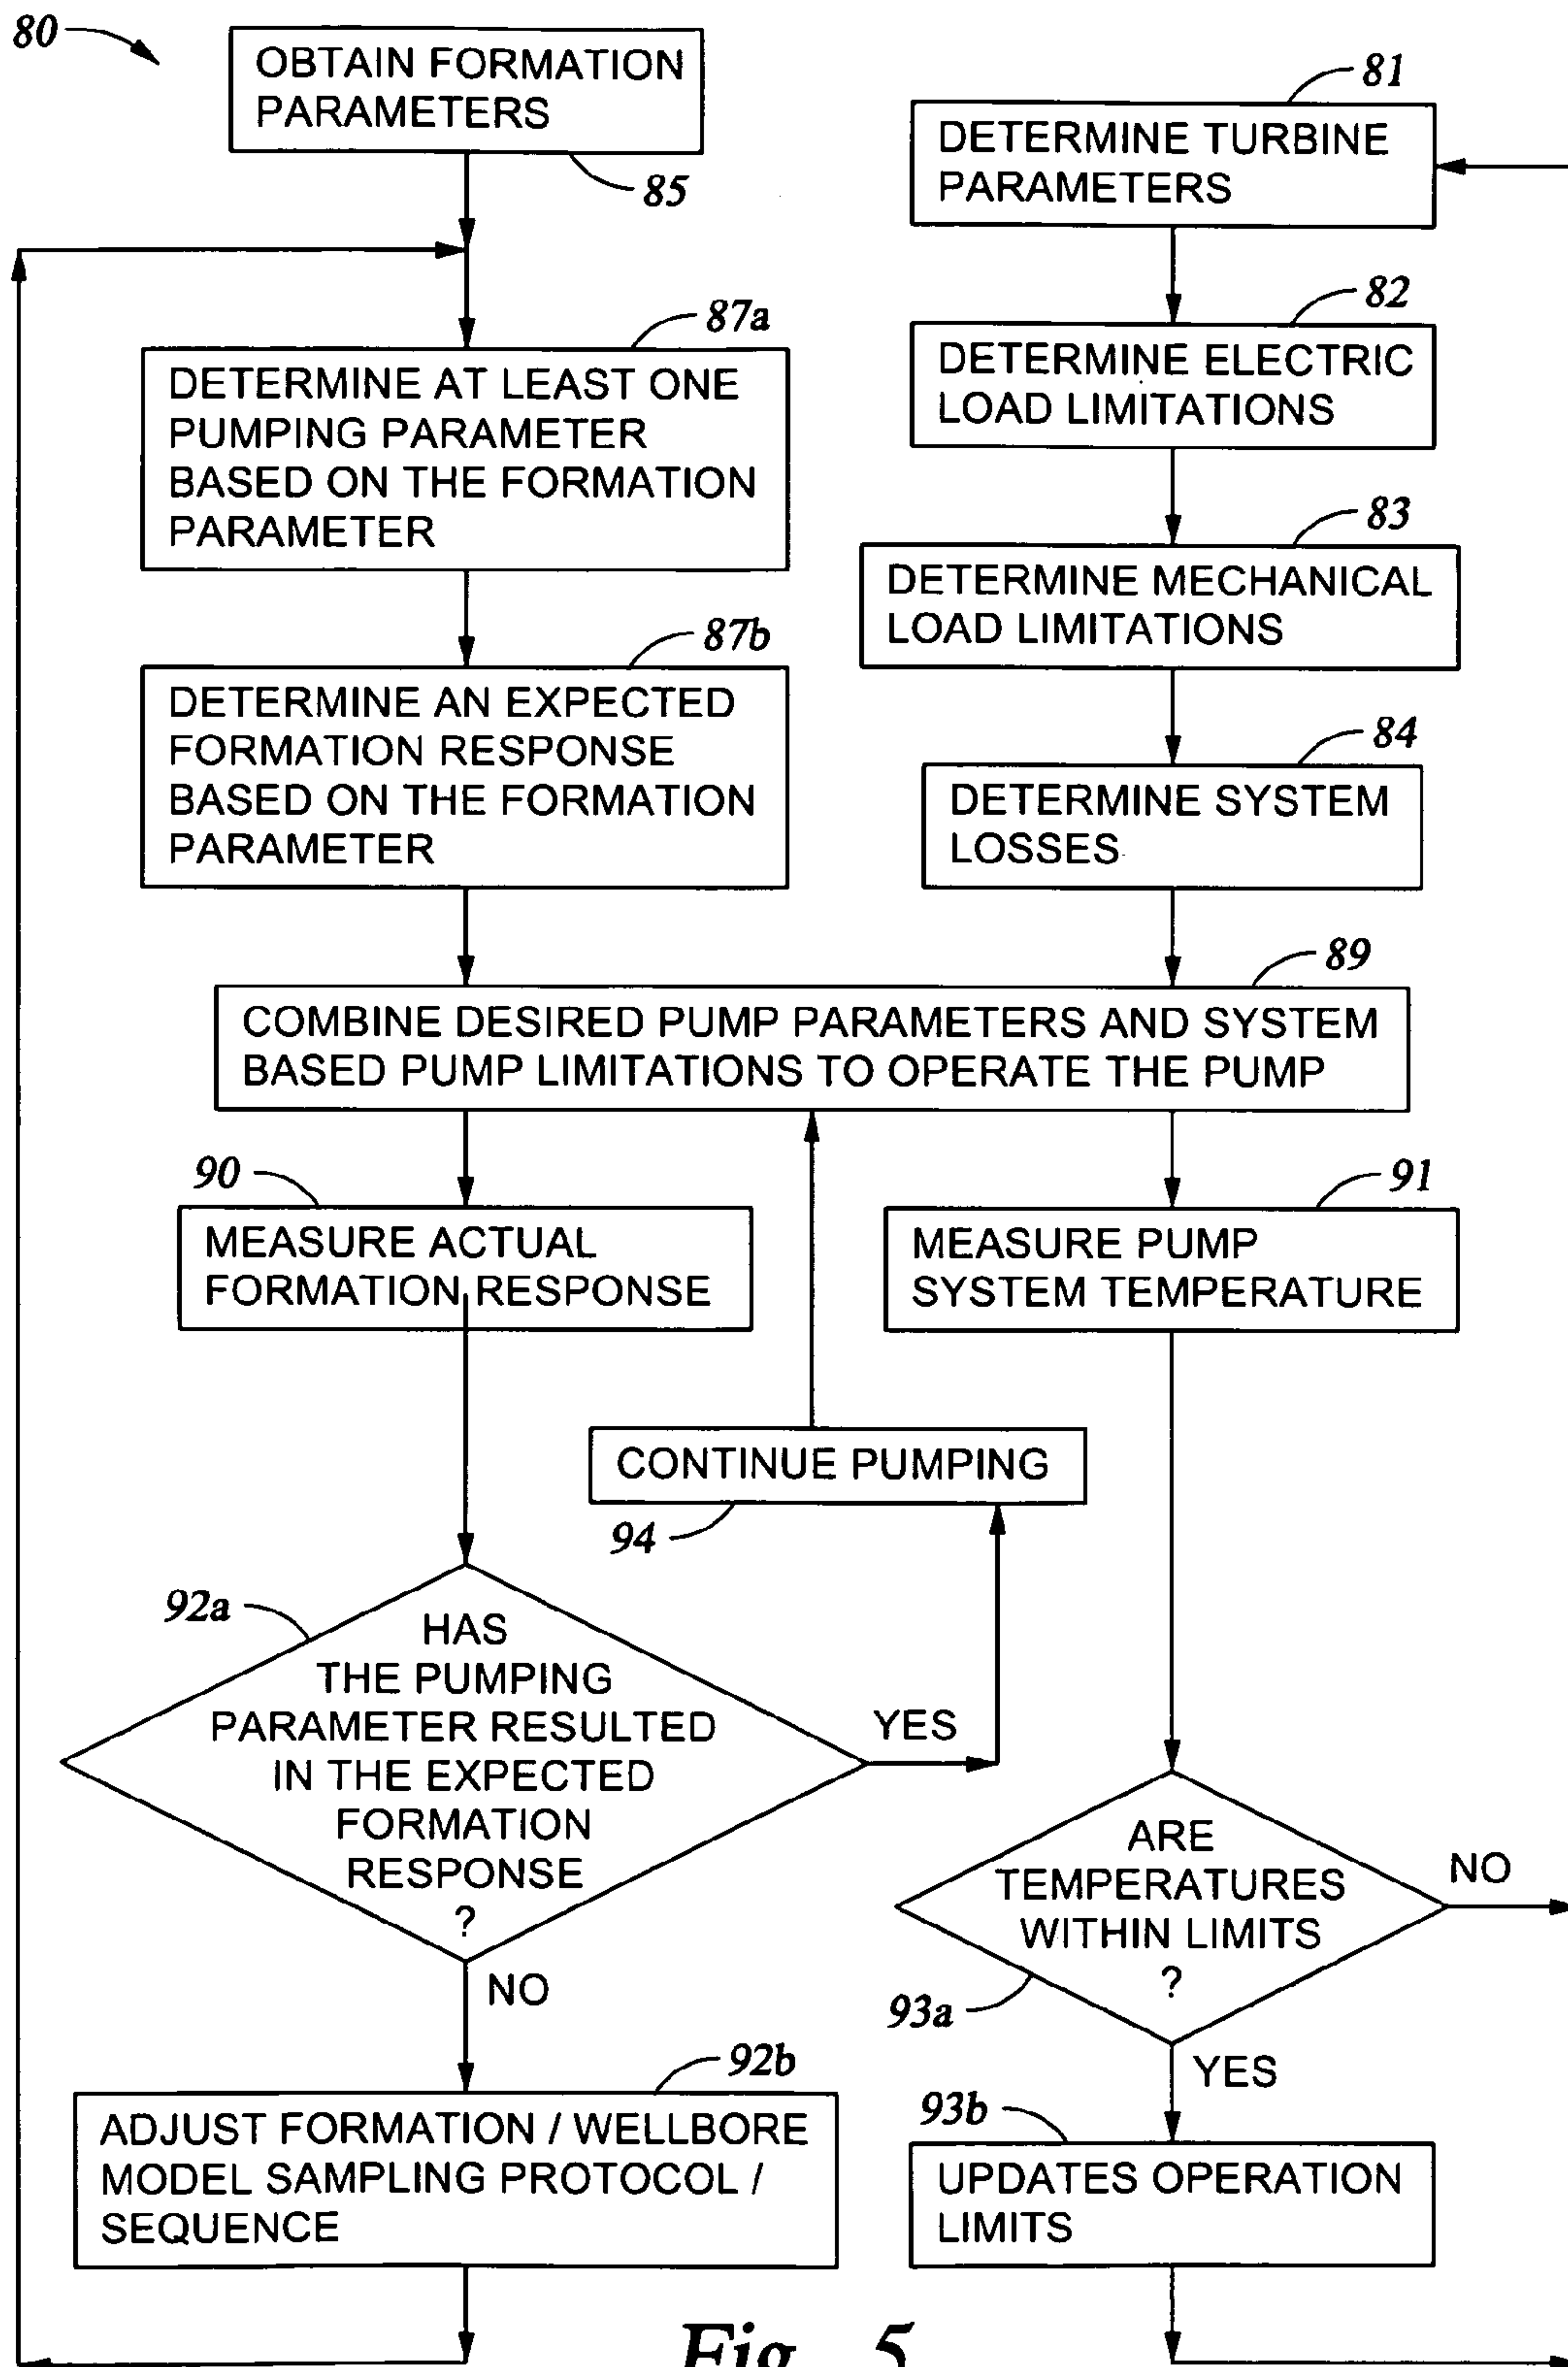 80
OBTAIN FORMATION
PARAMETERS
85
87a
DETERMINE AT LEAST ONE
PUMPING PARAMETER
BASED ON THE FORMATION
PARAMETER
87b
DETERMINE AN EXPECTED
FORMATION RESPONSE
BASED ON THE FORMATION
PARAMETER
81
DETERMINE TURBINE
PARAMETERS
82
DETERMINE ELECTRIC
LOAD LIMITATIONS
83
DETERMINE MECHANICAL
LOAD LIMITATIONS
84
DETERMINE SYSTEM
LOSSES
89
COMBINE DESIRED PUMP PARAMETERS AND SYSTEM
BASED PUMP LIMITATIONS TO OPERATE THE PUMP
90
MEASURE ACTUAL
FORMATION RESPONSE
91
MEASURE PUMP
SYSTEM TEMPERATURE
CONTINUE PUMPING
94
92a
HAS
THE PUMPING
PARAMETER RESULTED
IN THE EXPECTED
FORMATION
RESPONSE
?
YES
NO
92b
ADJUST FORMATION / WELLBORE
MODEL SAMPLING PROTOCOL /
SEQUENCE
ARE
TEMPERATURES
WITHIN LIMITS
?
NO
93a
YES
93b
UPDATES OPERATION
LIMITS
Fig. 5